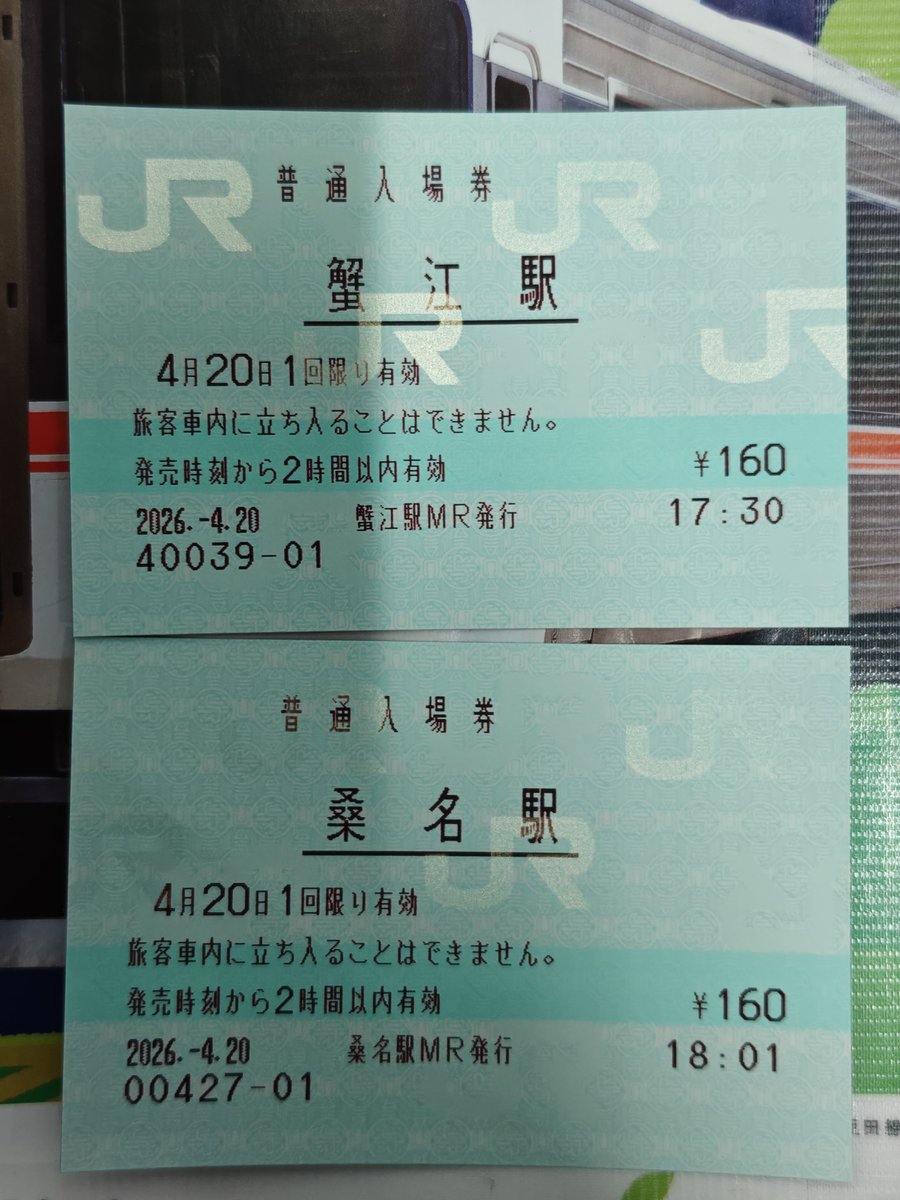 JR JR JR JR
普通入場券
蟹江駅
4月20日1回限り有効
旅客車内に立ち入ることはできません。
発売時刻から2時間以内有効 ¥160
2026.-4.20 蟹江駅MR発行 17:30
40039-01
普通入場券
JR JR
桑名駅
4月20日1回限り有効
旅客車内に立ち入ることはできません。
発売時刻から2時間以内有効 ¥160
2026.-4.20 桑名駅MR発行 18:01
00427-01